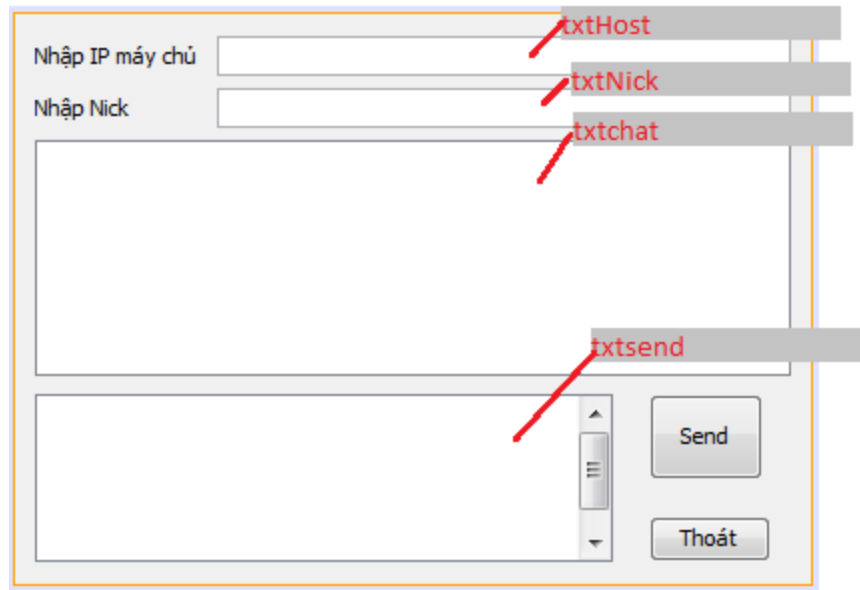 txtHost
Nhập IP máy chủ
txtNick
Nhập Nick
txtchat
txtsend
Send
Thoát